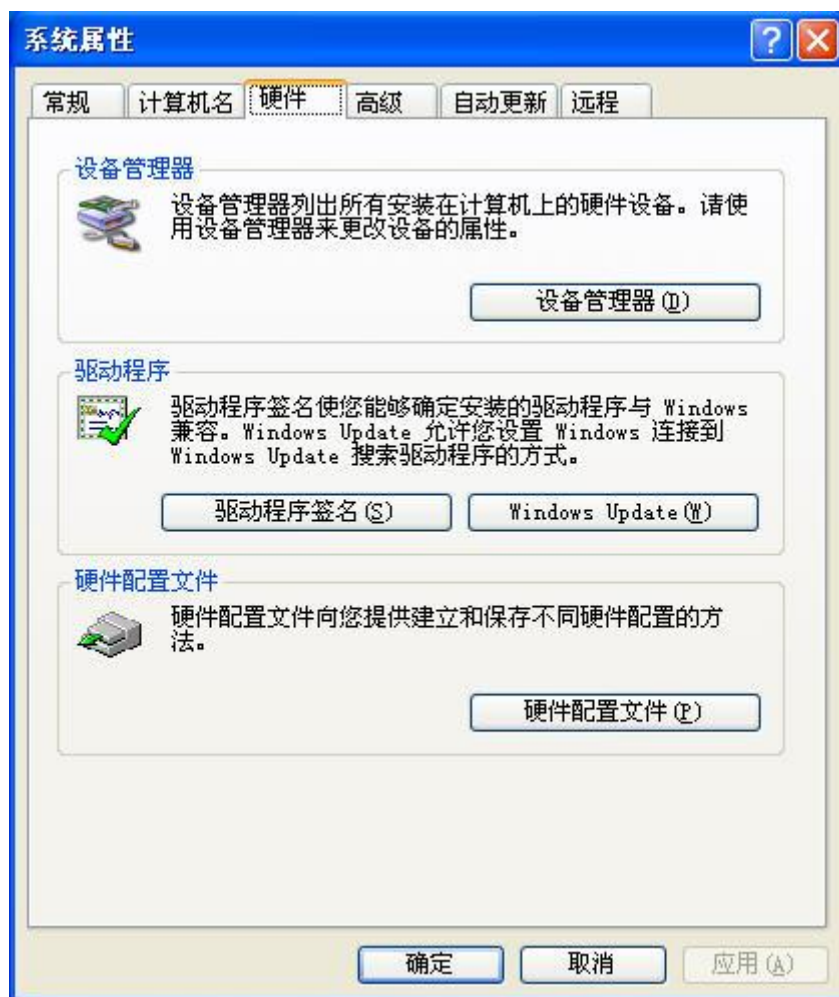 系统属性
常规 计算机名 硬件 高级 自动更新 远程
设备管理器
设备管理器列出所有安装在计算机上的硬件设备。请使
用设备管理器来更改设备的属性。
设备管理器(D)
驱动程序
驱动程序签名使您能够确定安装的驱动程序与 Windows
兼容。Windows Update 允许您设置 Windows 连接到
Windows Update 搜索驱动程序的方式。
驱动程序签名(S) Windows Update(W)
硬件配置文件
硬件配置文件向您提供建立和保存不同硬件配置的方
法。
硬件配置文件(P)
确定 取消 应用(A)